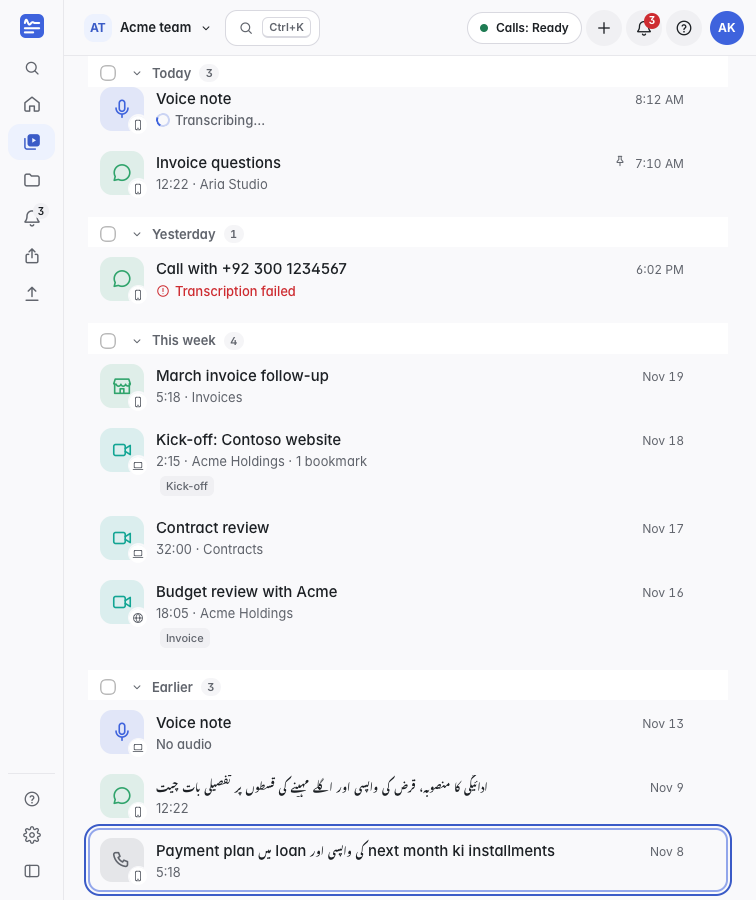 AT Acme team Ctrl+K Calls: Ready 3 AK
Today 3
Voice note 8:12 AM
Transcribing...
Invoice questions 7:10 AM
12:22 · Aria Studio
3
Yesterday 1
Call with +92 300 1234567 6:02 PM
Transcription failed
This week 4
March invoice follow-up Nov 19
5:18 · Invoices
Kick-off: Contoso website Nov 18
2:15 · Acme Holdings · 1 bookmark
Kick-off
Contract review Nov 17
32:00 · Contracts
Budget review with Acme Nov 16
18:05 · Acme Holdings
Invoice
Earlier 3
Voice note Nov 13
No audio
ادائیگی کا منصوبہ، قرض کی واپسی اور اگلے مہینے کی قسطوں پر تفصیلی بات چیت Nov 9
12:22
Payment plan میں loan کی واپسی اور next month ki installments Nov 8
5:18